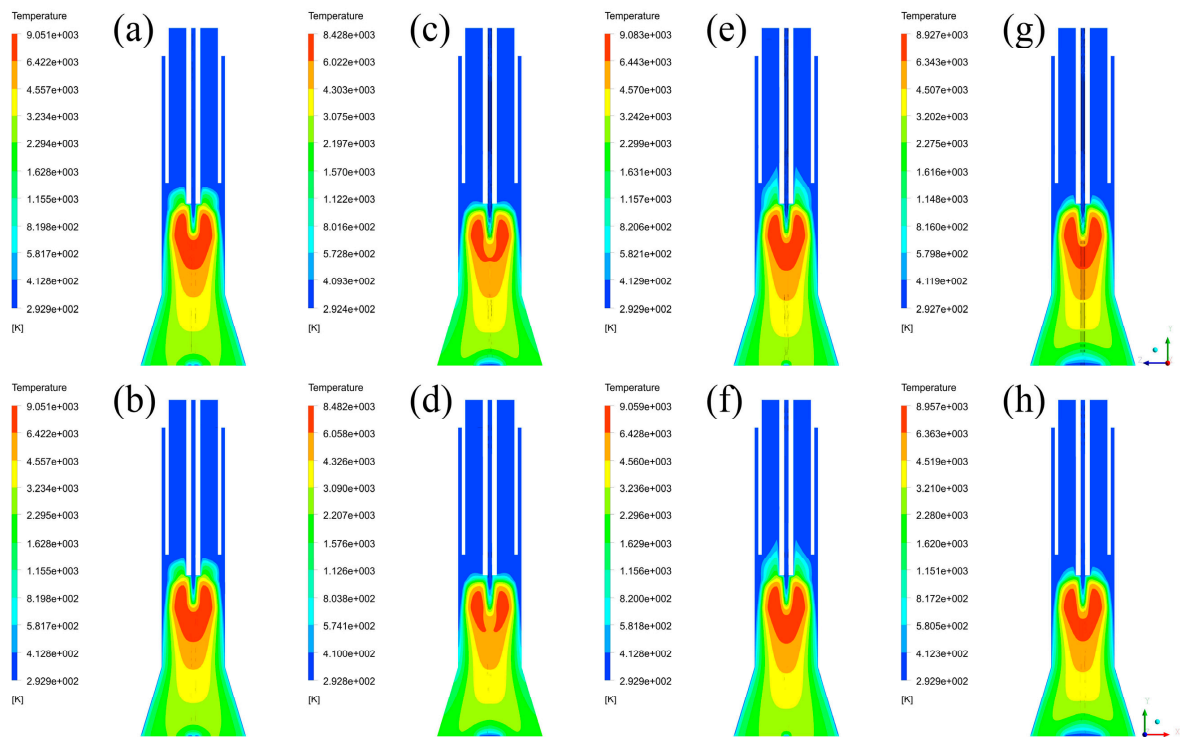 Temperature
(a)
9.051e+003
6.422e+003
4.557e+003
3.234e+003
2.294e+003
1.628e+003
1.155e+003
8.198e+002
5.817e+002
4.128e+002
2.929e+002
[K]
Temperature
(c)
8.428e+003
6.022e+003
4.303e+003
3.075e+003
2.197e+003
1.570e+003
1.122e+003
8.016e+002
5.728e+002
4.093e+002
2.924e+002
[K]
Temperature
(e)
9.083e+003
6.443e+003
4.570e+003
3.242e+003
2.299e+003
1.631e+003
1.157e+003
8.206e+002
5.821e+002
4.129e+002
2.929e+002
[K]
Temperature
(g)
8.927e+003
6.343e+003
4.507e+003
3.202e+003
2.275e+003
1.616e+003
1.148e+003
8.160e+002
5.798e+002
4.119e+002
2.927e+002
[K]
Temperature
(b)
9.051e+003
6.422e+003
4.557e+003
3.234e+003
2.295e+003
1.628e+003
1.155e+003
8.198e+002
5.817e+002
4.128e+002
2.929e+002
[K]
Temperature
(d)
8.482e+003
6.058e+003
4.326e+003
3.090e+003
2.207e+003
1.576e+003
1.126e+003
8.038e+002
5.741e+002
4.100e+002
2.928e+002
[K]
Temperature
(f)
9.059e+003
6.428e+003
4.560e+003
3.236e+003
2.296e+003
1.629e+003
1.156e+003
8.200e+002
5.818e+002
4.128e+002
2.929e+002
[K]
Temperature
(h)
8.957e+003
6.363e+003
4.519e+003
3.210e+003
2.280e+003
1.620e+003
1.151e+003
8.172e+002
5.805e+002
4.123e+002
2.929e+002
[K]